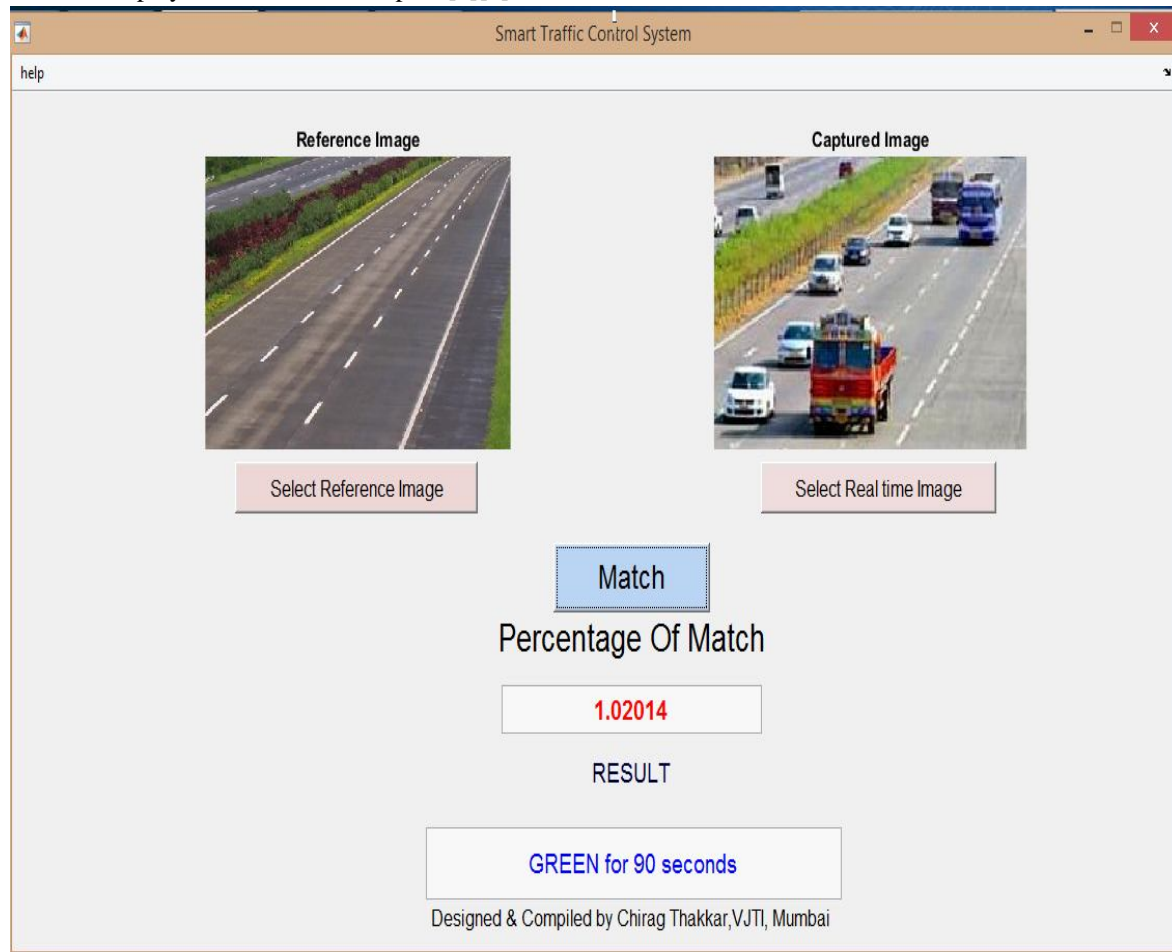 Smart Traffic Control System
help
Reference Image
Captured Image
Select Reference Image
Select Real time Image
Match
Percentage Of Match
1.02014
RESULT
GREEN for 90 seconds
Designed & Compiled by Chirag Thakkar,VJTI, Mumbai